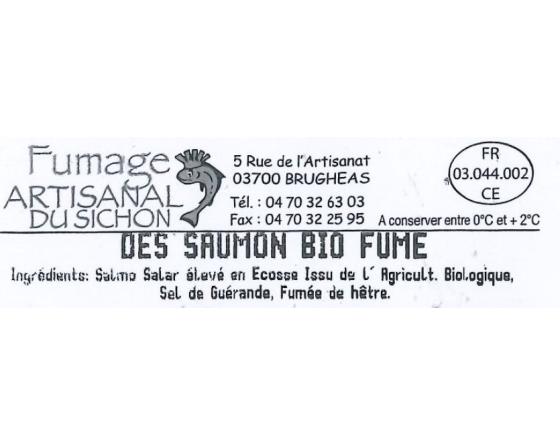 Fumage
ARTISANAL
DU SICHON
5 Rue de l'Artisanat
03700 BRUGHEAS
Tél. : 04 70 32 63 03
Fax : 04 70 32 25 95
A conserver entre 0°C et + 2°C
FR
03.044.002
CE
DES SAUMON BIO FUME
Ingrédients: Salmo Salar élevé en Ecosse Issu de l' Agricult. Biologique,
Sel de Guérande, Fumée de hêtre.